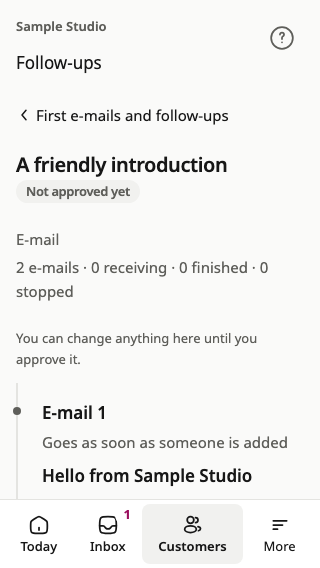 Sample Studio
Follow-ups
First e-mails and follow-ups
A friendly introduction
Not approved yet
E-mail
2 e-mails · 0 receiving · 0 finished · 0
stopped
You can change anything here until you
approve it.
E-mail 1
Goes as soon as someone is added
Hello from Sample Studio
1
Today
Inbox
Customers
More